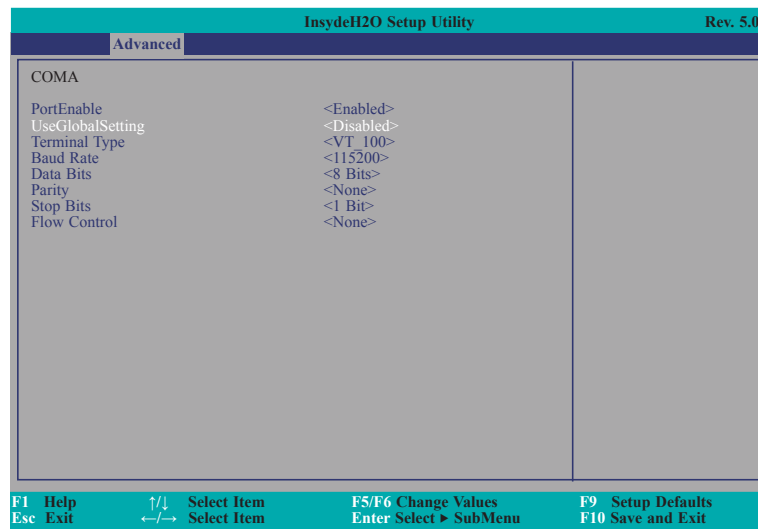 InsydeH2O Setup Utility Rev. 5.0
Advanced
COMA
PortEnable <Enabled>
UseGlobalSetting <Disabled>
Terminal Type <VT_100>
Baud Rate <115200>
Data Bits <8 Bits>
Parity <None>
Stop Bits <1 Bit>
Flow Control <None>
F1 Help ↑/↓ Select Item F5/F6 Change Values F9 Setup Defaults
Esc Exit ←/→ Select Item Enter Select ► SubMenu F10 Save and Exit